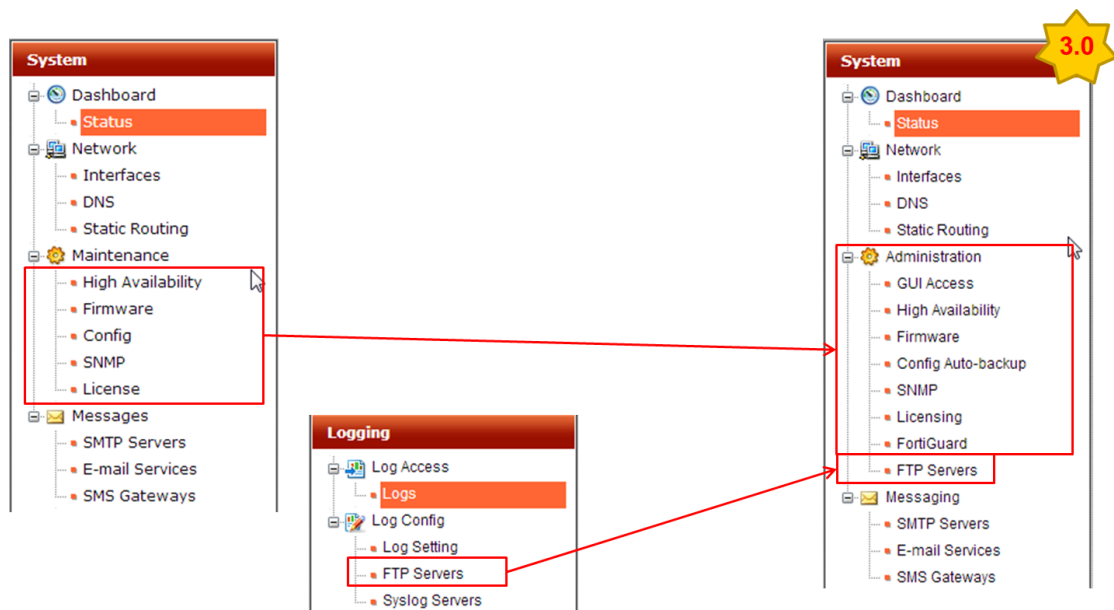 System
Dashboard
Status
Network
Interfaces
DNS
Static Routing
Maintenance
High Availability
Firmware
Config
SNMP
License
Messages
SMTP Servers
E-mail Services
SMS Gateways
Logging
Log Access
Logs
Log Config
Log Setting
FTP Servers
Syslog Servers
3.0
System
Dashboard
Status
Network
Interfaces
DNS
Static Routing
Administration
GUI Access
High Availability
Firmware
Config Auto-backup
SNMP
Licensing
FortiGuard
FTP Servers
Messaging
SMTP Servers
E-mail Services
SMS Gateways